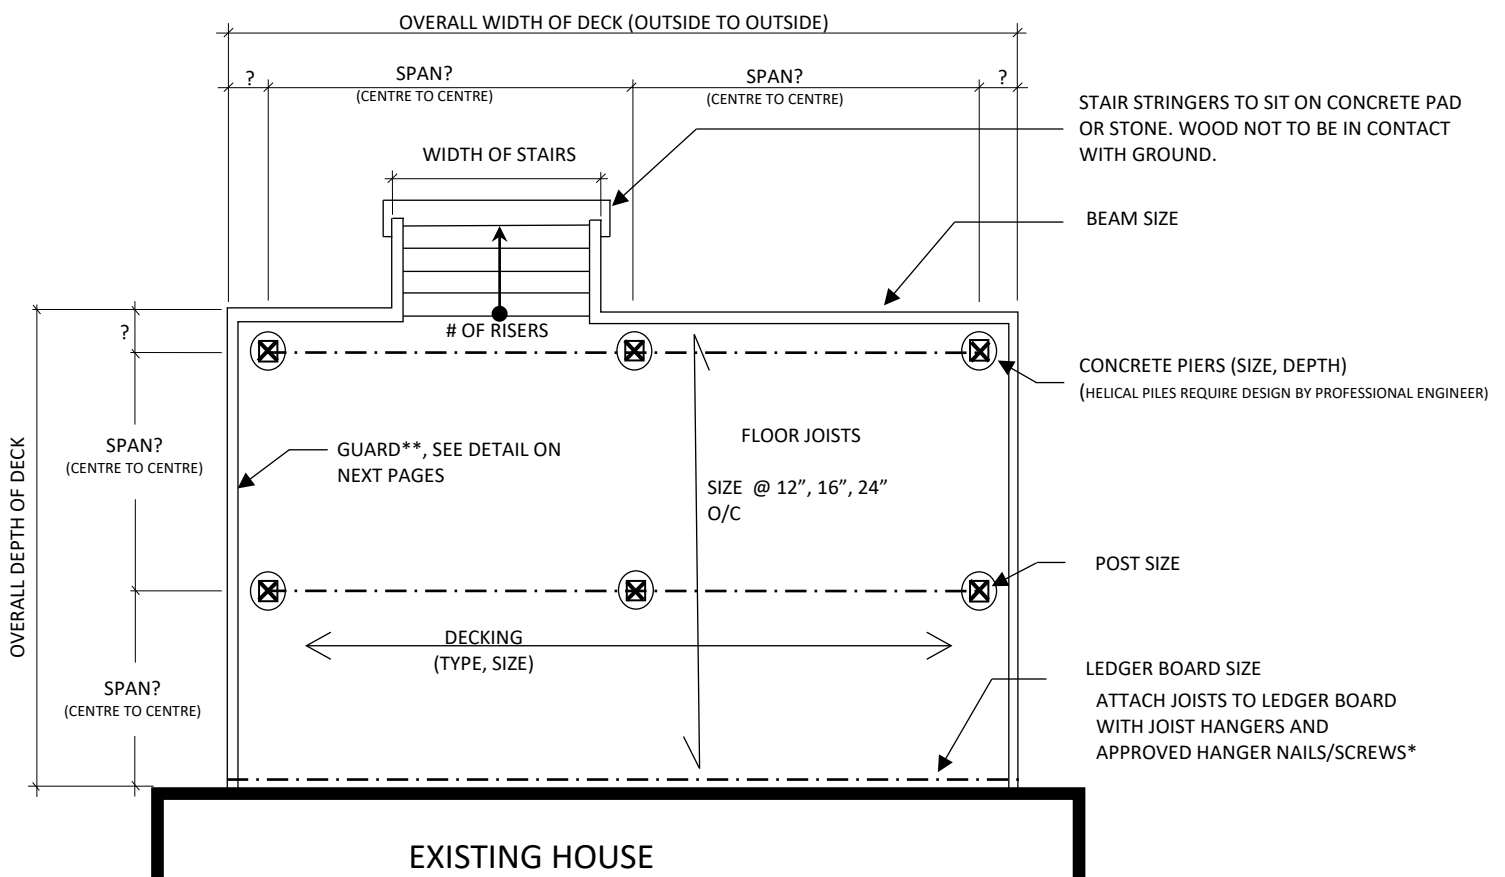 OVERALL WIDTH OF DECK (OUTSIDE TO OUTSIDE)
?
SPAN?
(CENTRE TO CENTRE)
SPAN?
(CENTRE TO CENTRE)
?
STAIR STRINGERS TO SIT ON CONCRETE PAD
OR STONE. WOOD NOT TO BE IN CONTACT
WITH GROUND.
WIDTH OF STAIRS
BEAM SIZE
?
# OF RISERS
CONCRETE PIERS (SIZE, DEPTH)
(HELICAL PILES REQUIRE DESIGN BY PROFESSIONAL ENGINEER)
OVERALL DEPTH OF DECK
SPAN?
(CENTRE TO CENTRE)
GUARD**, SEE DETAIL ON
NEXT PAGES
FLOOR JOISTS
SIZE @ 12”, 16”, 24”
O/C
POST SIZE
DECKING
(TYPE, SIZE)
SPAN?
(CENTRE TO CENTRE)
LEDGER BOARD SIZE
ATTACH JOISTS TO LEDGER BOARD
WITH JOIST HANGERS AND
APPROVED HANGER NAILS/SCREWS*
EXISTING HOUSE